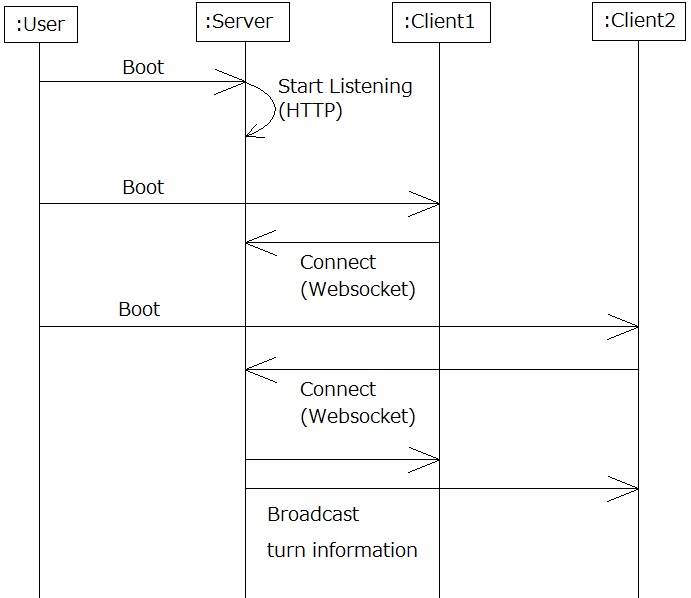 :User
:Server
:Client1
:Client2
Boot
Start Listening
(HTTP)
Boot
Connect
(Websocket)
Boot
Connect
(Websocket)
Broadcast
turn information